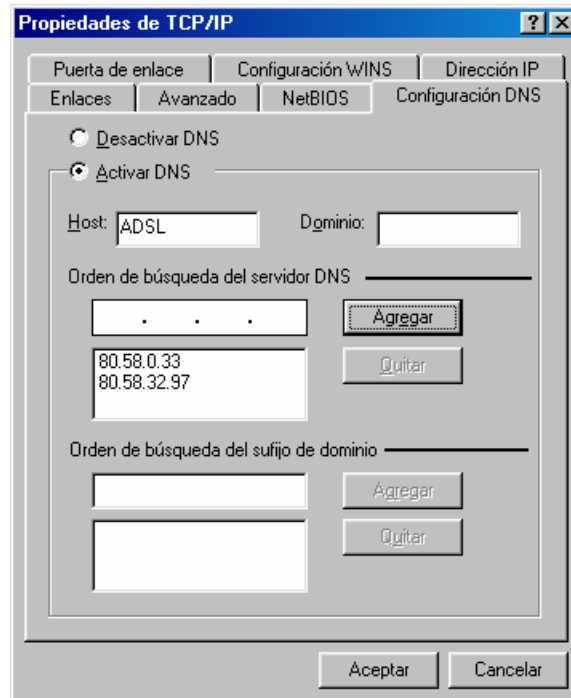 Propiedades de TCP/IP
Puerta de enlace Configuración WINS Dirección IP
Enlaces Avanzado NetBIOS Configuración DNS
Desactivar DNS
Activar DNS
Host: ADSL Dominio:
Orden de búsqueda del servidor DNS
. . . Agregar
80.58.0.33 Quitar
80.58.32.97
Orden de búsqueda del sufijo de dominio
Agregar
Quitar
Aceptar Cancelar